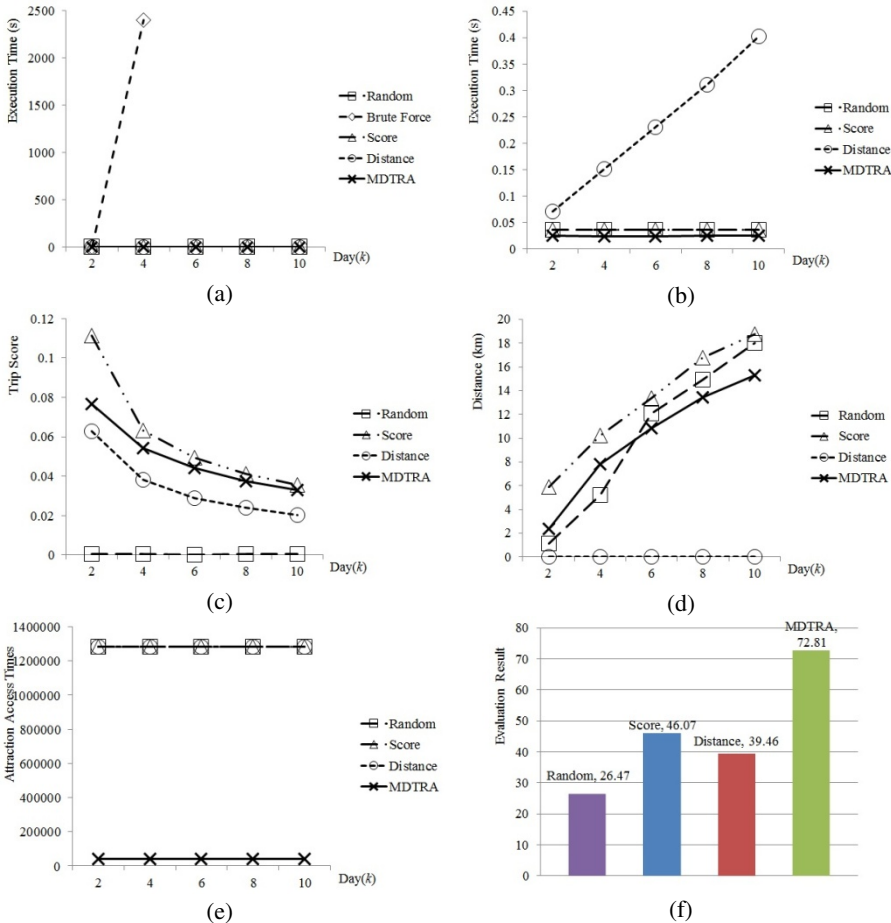 2500
2000
1500
1000
500
0
Execution Time (s)
2 4 6 8 10 Day(k)
Random
Brute Force
Score
Distance
MDTRA
(a)
0.45
0.4
0.35
0.3
0.25
0.2
0.15
0.1
0.05
0
Execution Time (s)
2 4 6 8 10 Day(k)
Random
Score
Distance
MDTRA
(b)
0.12
0.1
0.08
0.06
0.04
0.02
0
Trip Score
2 4 6 8 10 Day(k)
Random
Score
Distance
MDTRA
(c)
20
18
16
14
12
10
8
6
4
2
0
Distance (km)
2 4 6 8 10 Day(k)
Random
Score
Distance
MDTRA
(d)
1400000
1200000
1000000
800000
600000
400000
200000
0
Attraction Access Times
2 4 6 8 10 Day(k)
Random
Score
Distance
MDTRA
(e)
80
70
60
50
40
30
20
10
0
Evaluation Result
Random, 26.47
Score, 46.07
Distance, 39.46
MDTRA,
72.81
(f)